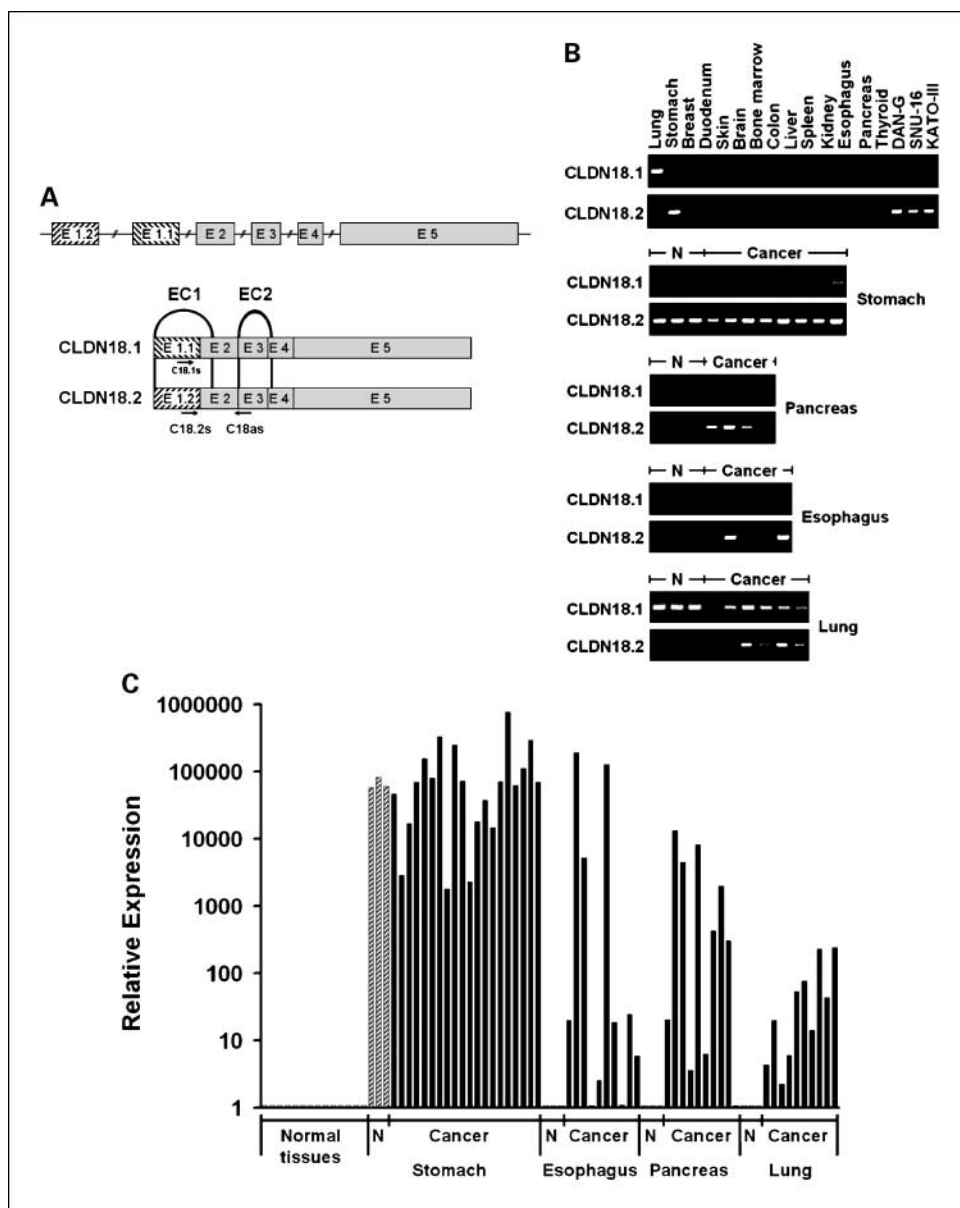 A
E 1.2 E 1.1 E 2 E 3 E 4 E 5
EC1 EC2
CLDN18.1 E 1.1 E 2 E 3 E 4 E 5
C18.1s
CLDN18.2 E 1.2 E 2 E 3 E 4 E 5
C18.2s C18as
B
Lung
Stomach
Breast
Duodenum
Skin
Brain
Bone marrow
Colon
Liver
Spleen
Kidney
Esophagus
Pancreas
Thyroid
DAN-G
SNU-16
KATO-III
CLDN18.1
CLDN18.2
N Cancer
CLDN18.1
Stomach
CLDN18.2
N Cancer
CLDN18.1
Pancreas
CLDN18.2
N Cancer
CLDN18.1
Esophagus
CLDN18.2
N Cancer
CLDN18.1
Lung
CLDN18.2
C
Relative Expression
1000000
100000
10000
1000
100
10
1
Normal tissues
N Cancer
Stomach
N Cancer
Esophagus
N Cancer
Pancreas
N Cancer
Lung